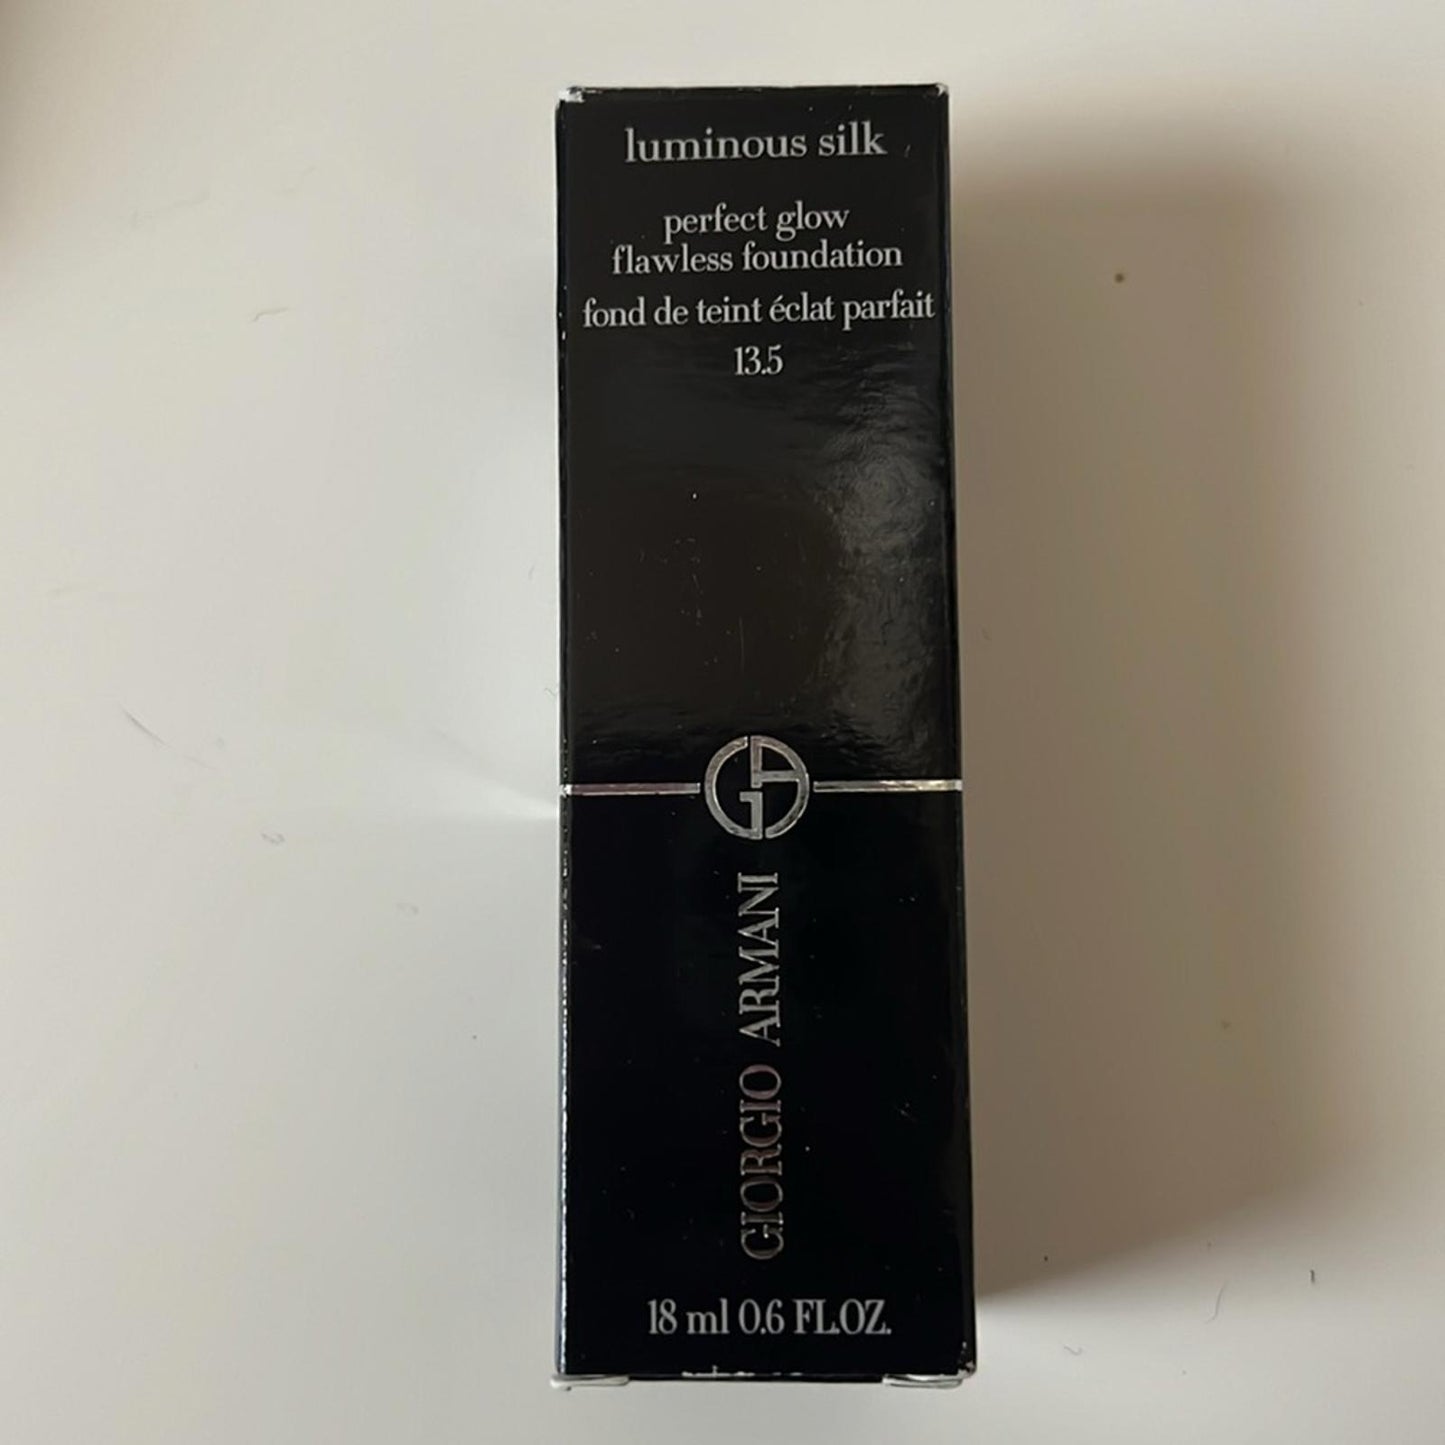 luminous silk
perfect glow
flawless foundation
fond de teint éclat parfait
13.5
GA
GIORGIO ARMANI
18 ml 0.6 FL.OZ.